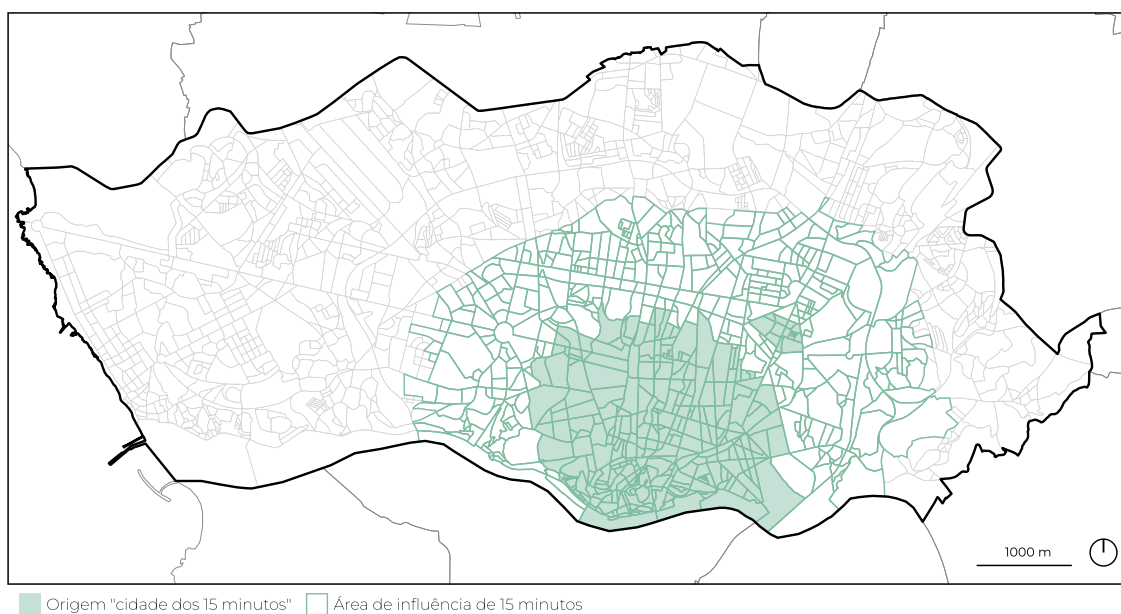 1000 m
Origem "cidade dos 15 minutos"
Área de influência de 15 minutos